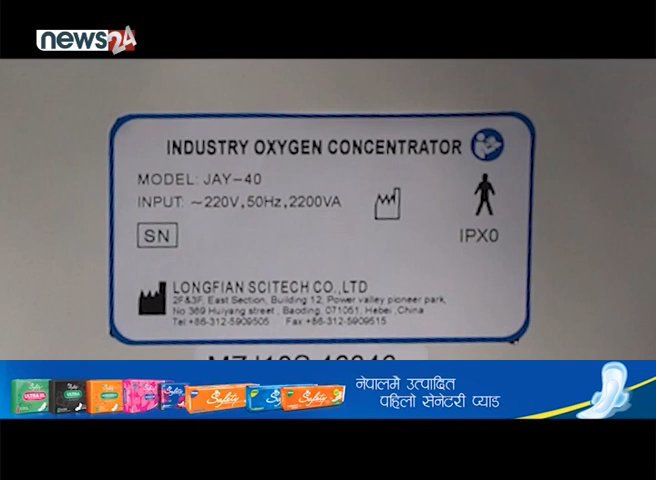 news24
INDUSTRY OXYGEN CONCENTRATOR
MODEL: JAY-40
INPUT: ~220V,50Hz,2200VA
SN
IPX0
LONGFIAN SCITECH CO.,LTD
2F&3F, East Section, Building 12, Power valley pioneer park,
No 369 Huiyang street , Baoding, 071051, Hebei ,China
Tel +86-312-5909505 Fax +86-312-5909515
नेपालमै उत्पादित
पहिलो सेनेटरी प्याड
Safety
Safety
Safety